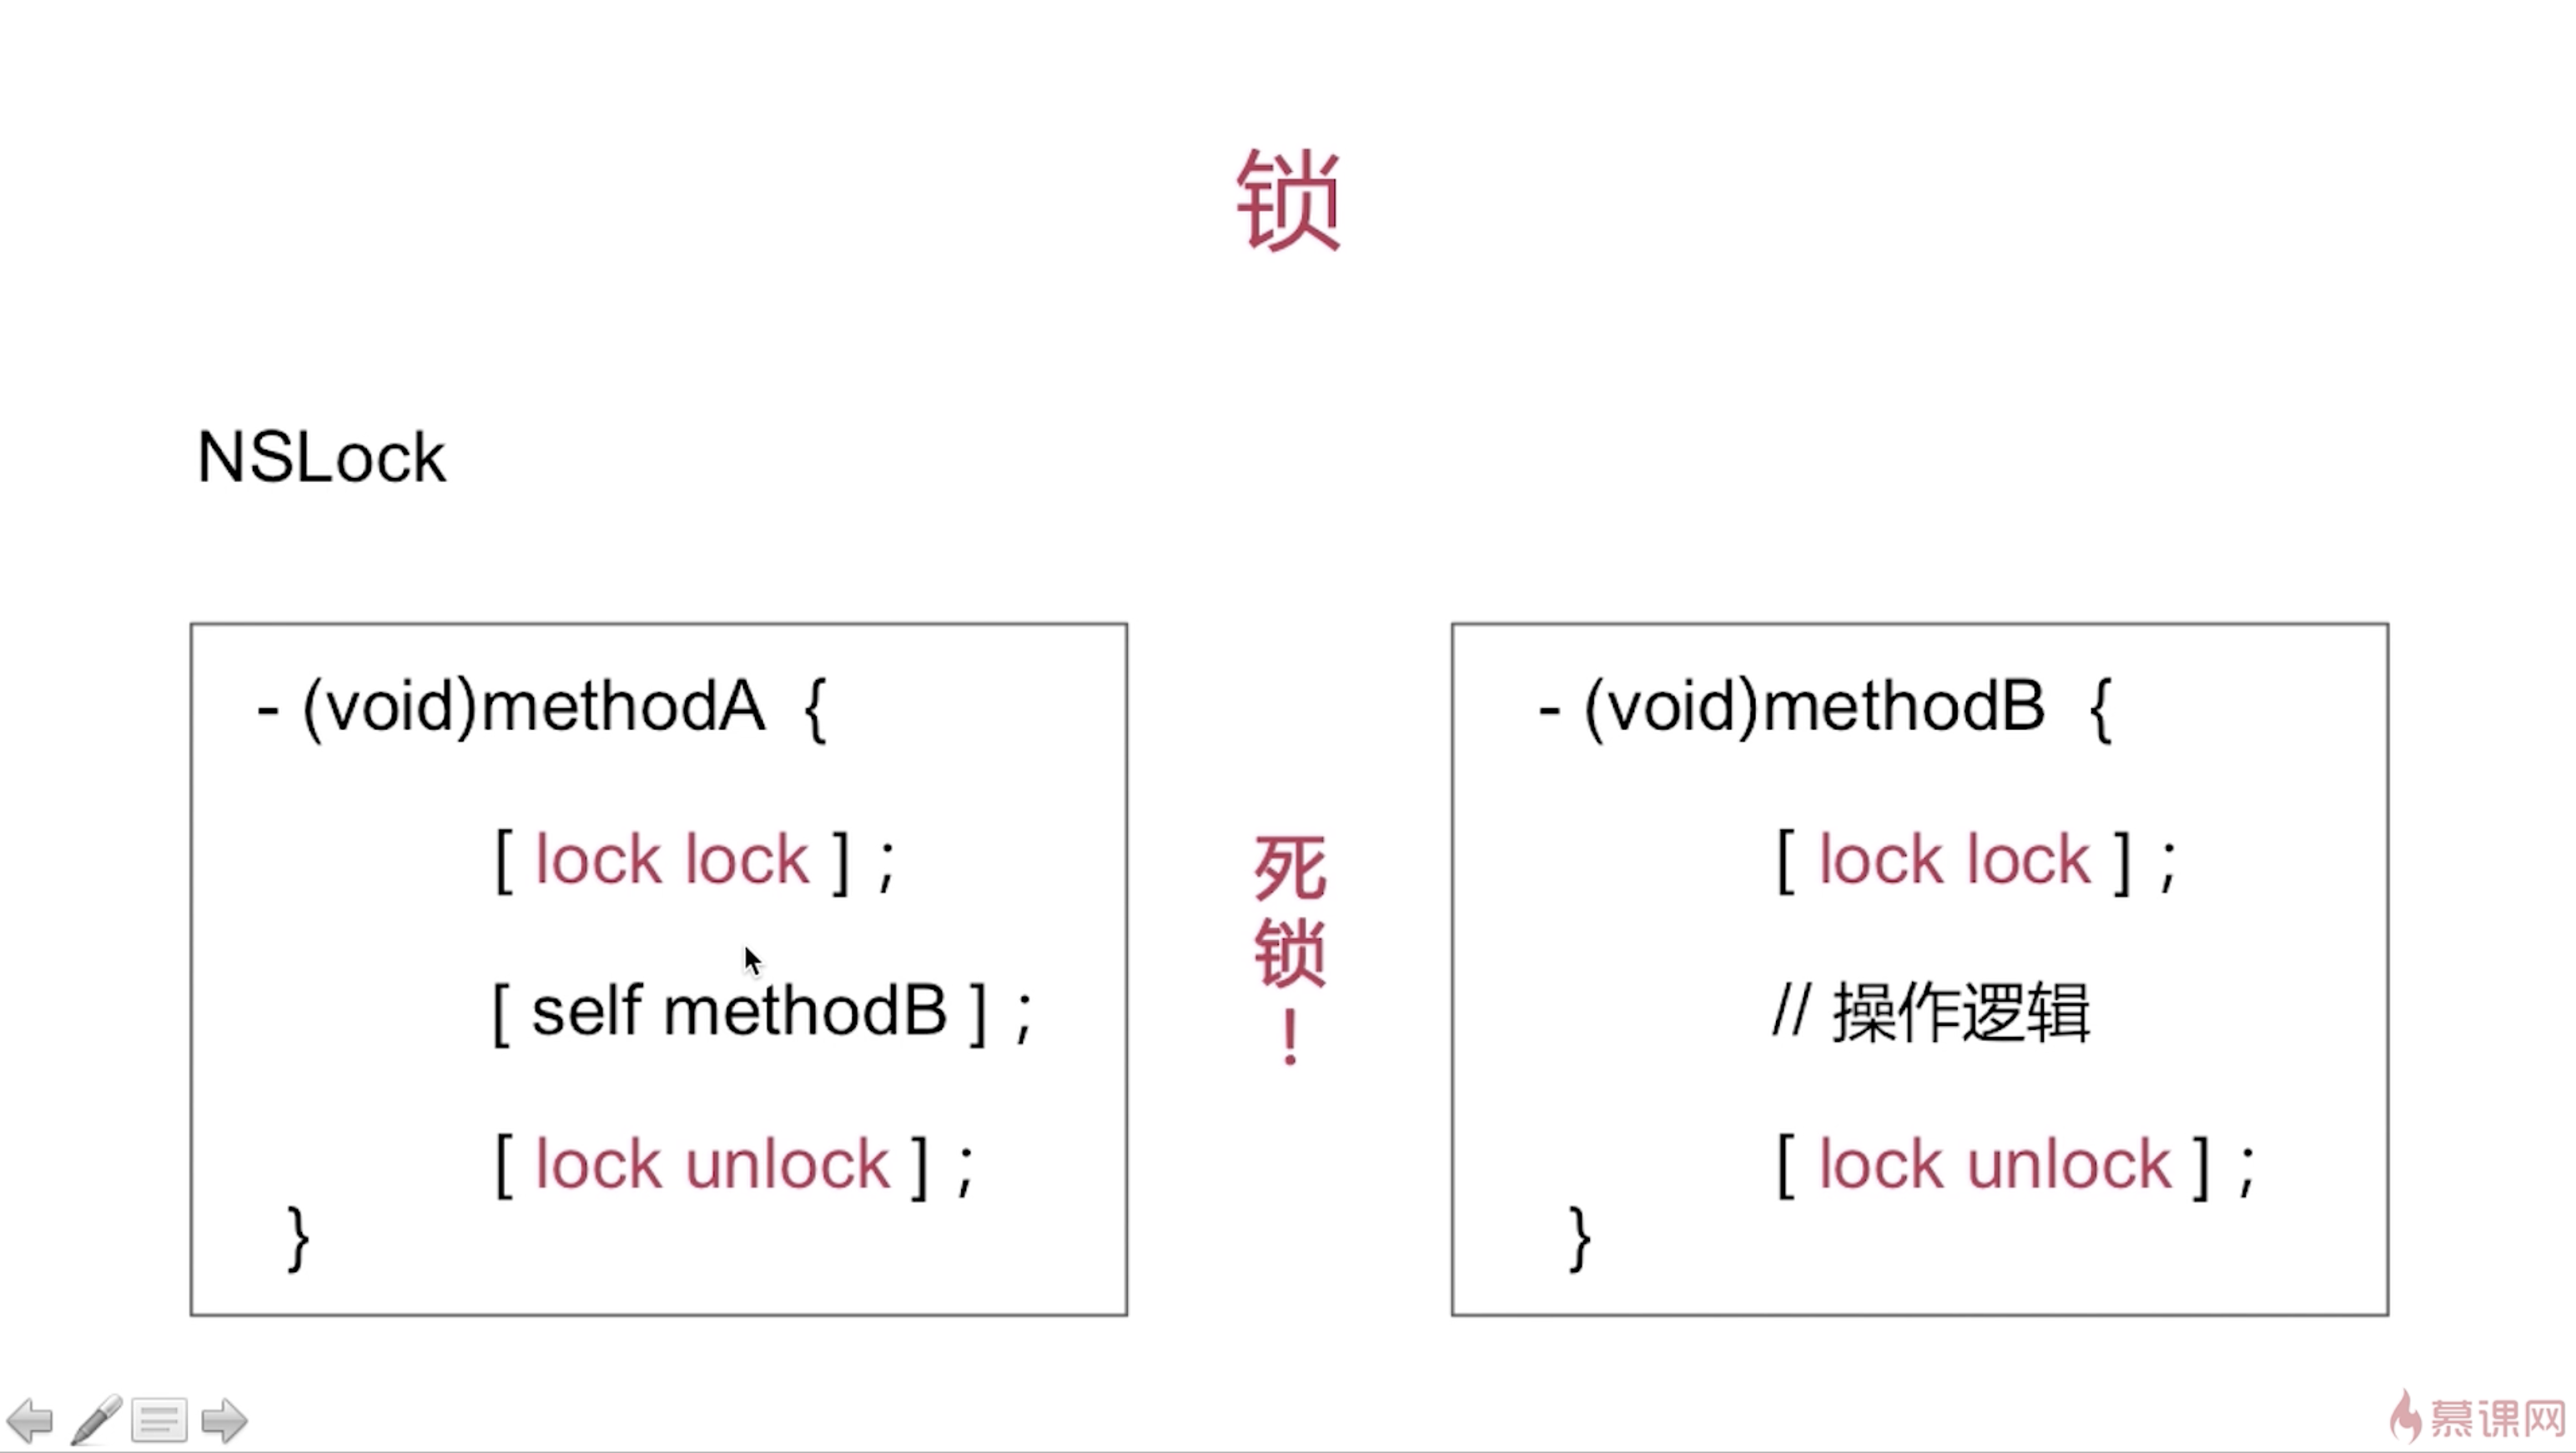 锁
NSLock
- (void)methodA {
[ lock lock ] ;
[ self methodB ] ;
[ lock unlock ] ;
}
死
锁
!
- (void)methodB {
[ lock lock ] ;
// 操作逻辑
[ lock unlock ] ;
}
慕课网